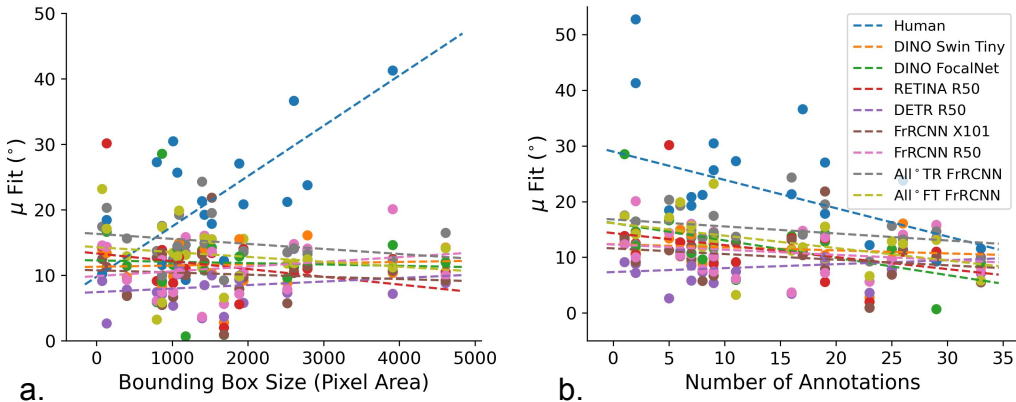 50
40
30
20
10
0
μ Fit (°)
0 1000 2000 3000 4000 5000
Bounding Box Size (Pixel Area)
a.
50
40
30
20
10
0
μ Fit (°)
Human
DINO Swin Tiny
DINO FocalNet
RETINA R50
DETR R50
FrRCNN X101
FrRCNN R50
All°TR FrRCNN
All°FT FrRCNN
0 5 10 15 20 25 30 35
Number of Annotations
b.